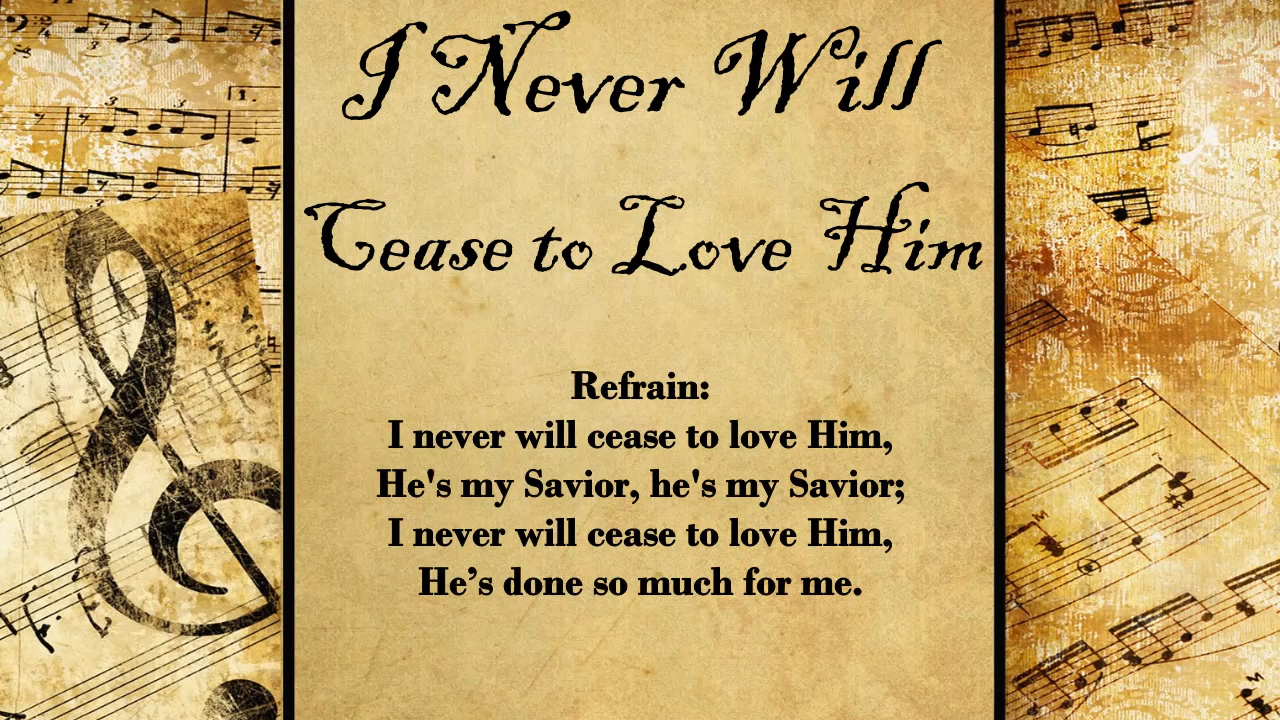 I Never Will
Cease to Love Him
Refrain:
I never will cease to love Him,
He's my Savior, he's my Savior;
I never will cease to love Him,
He’s done so much for me.